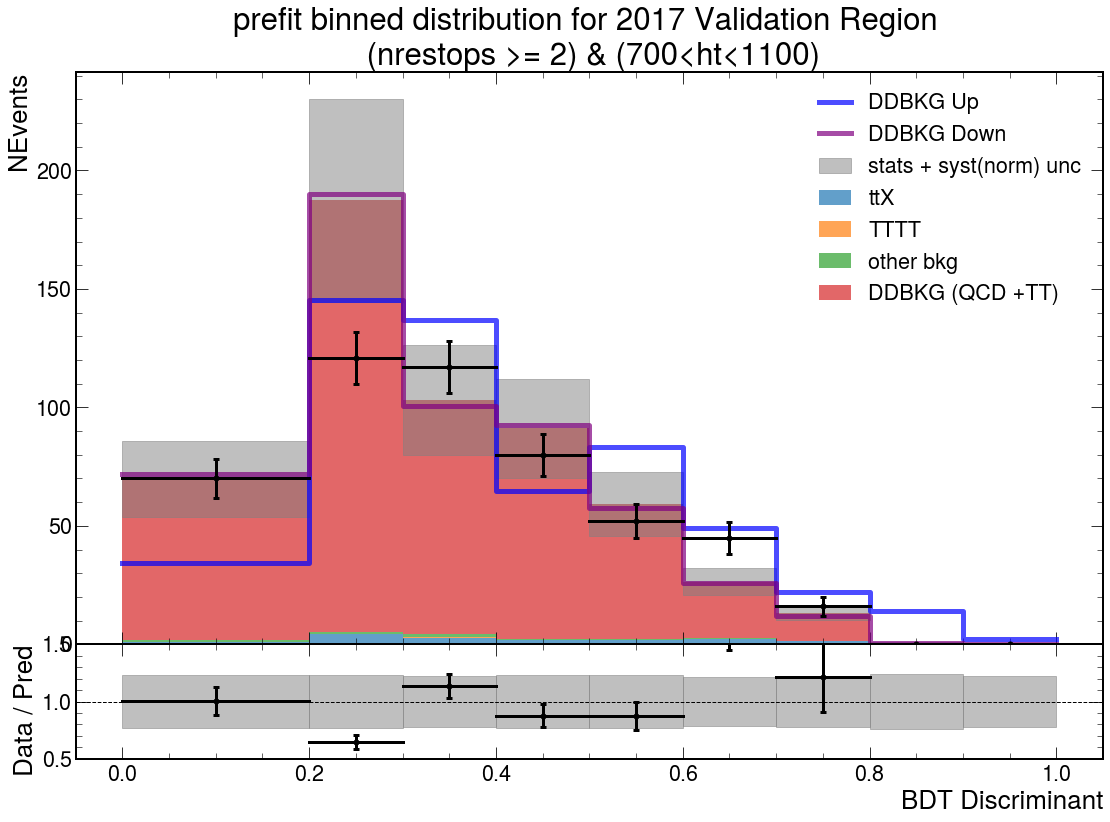 prefit binned distribution for 2017 Validation Region
(nrestops >= 2) & (700<ht<1100)
NEvents
200
150
100
50
0
DDBKG Up
DDBKG Down
stats + syst(norm) unc
ttX
TTTT
other bkg
DDBKG (QCD +TT)
Data / Pred
1.5
1.0
0.5
0.0
0.2
0.4
0.6
0.8
1.0
BDT Discriminant